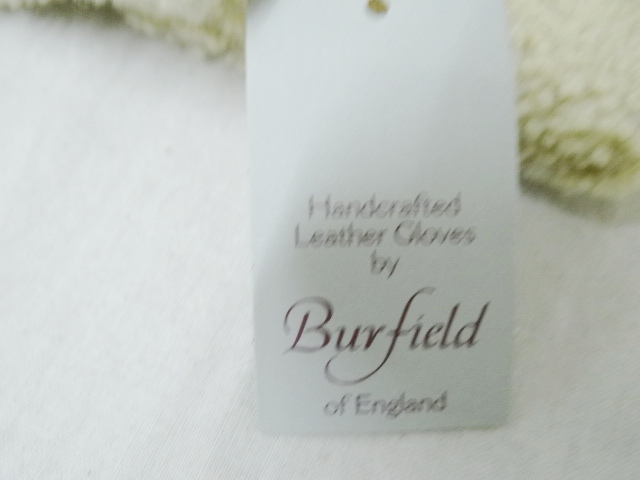 Handcrafted
Leather Gloves
by
Burfield
of England